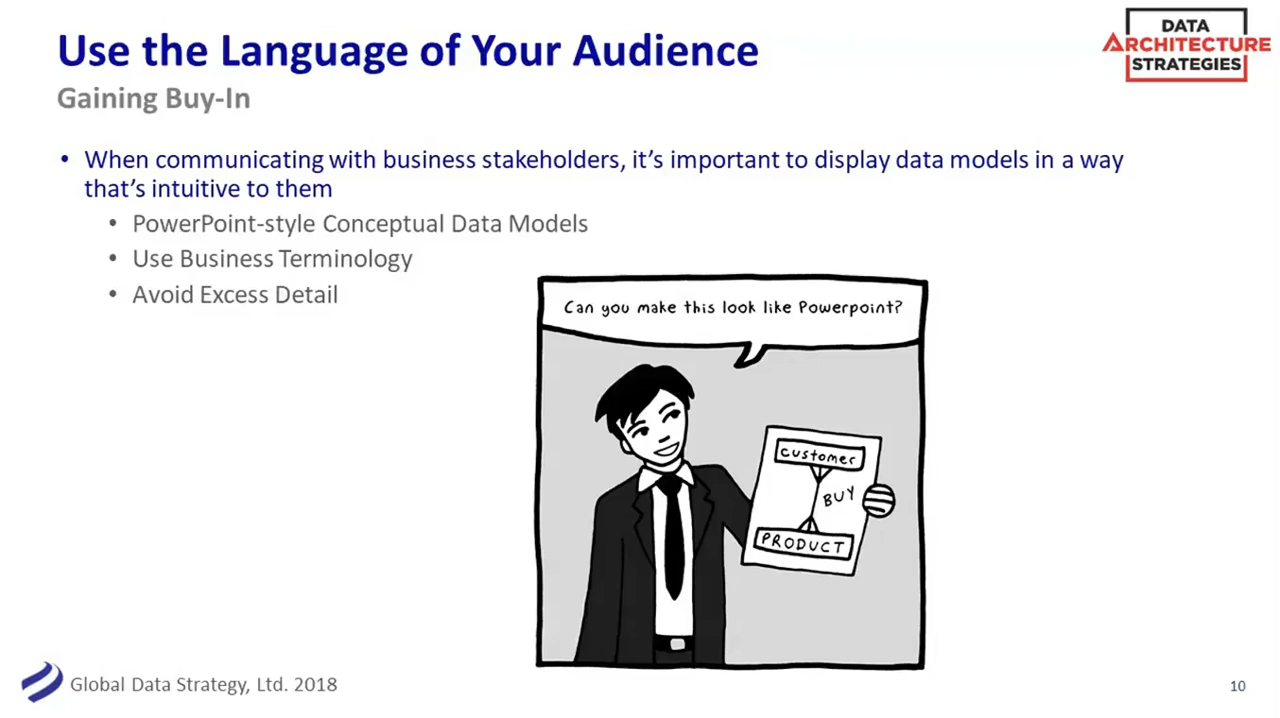 Use the Language of Your Audience
DATA
ARCHITECTURE
STRATEGIES
Gaining Buy-In
• When communicating with business stakeholders, it's important to display data models in a way
that's intuitive to them
• PowerPoint-style Conceptual Data Models
• Use Business Terminology
• Avoid Excess Detail
Can you make this look like Powerpoint?
Customer
BUY
PRODUCT
Global Data Strategy, Ltd. 2018
10